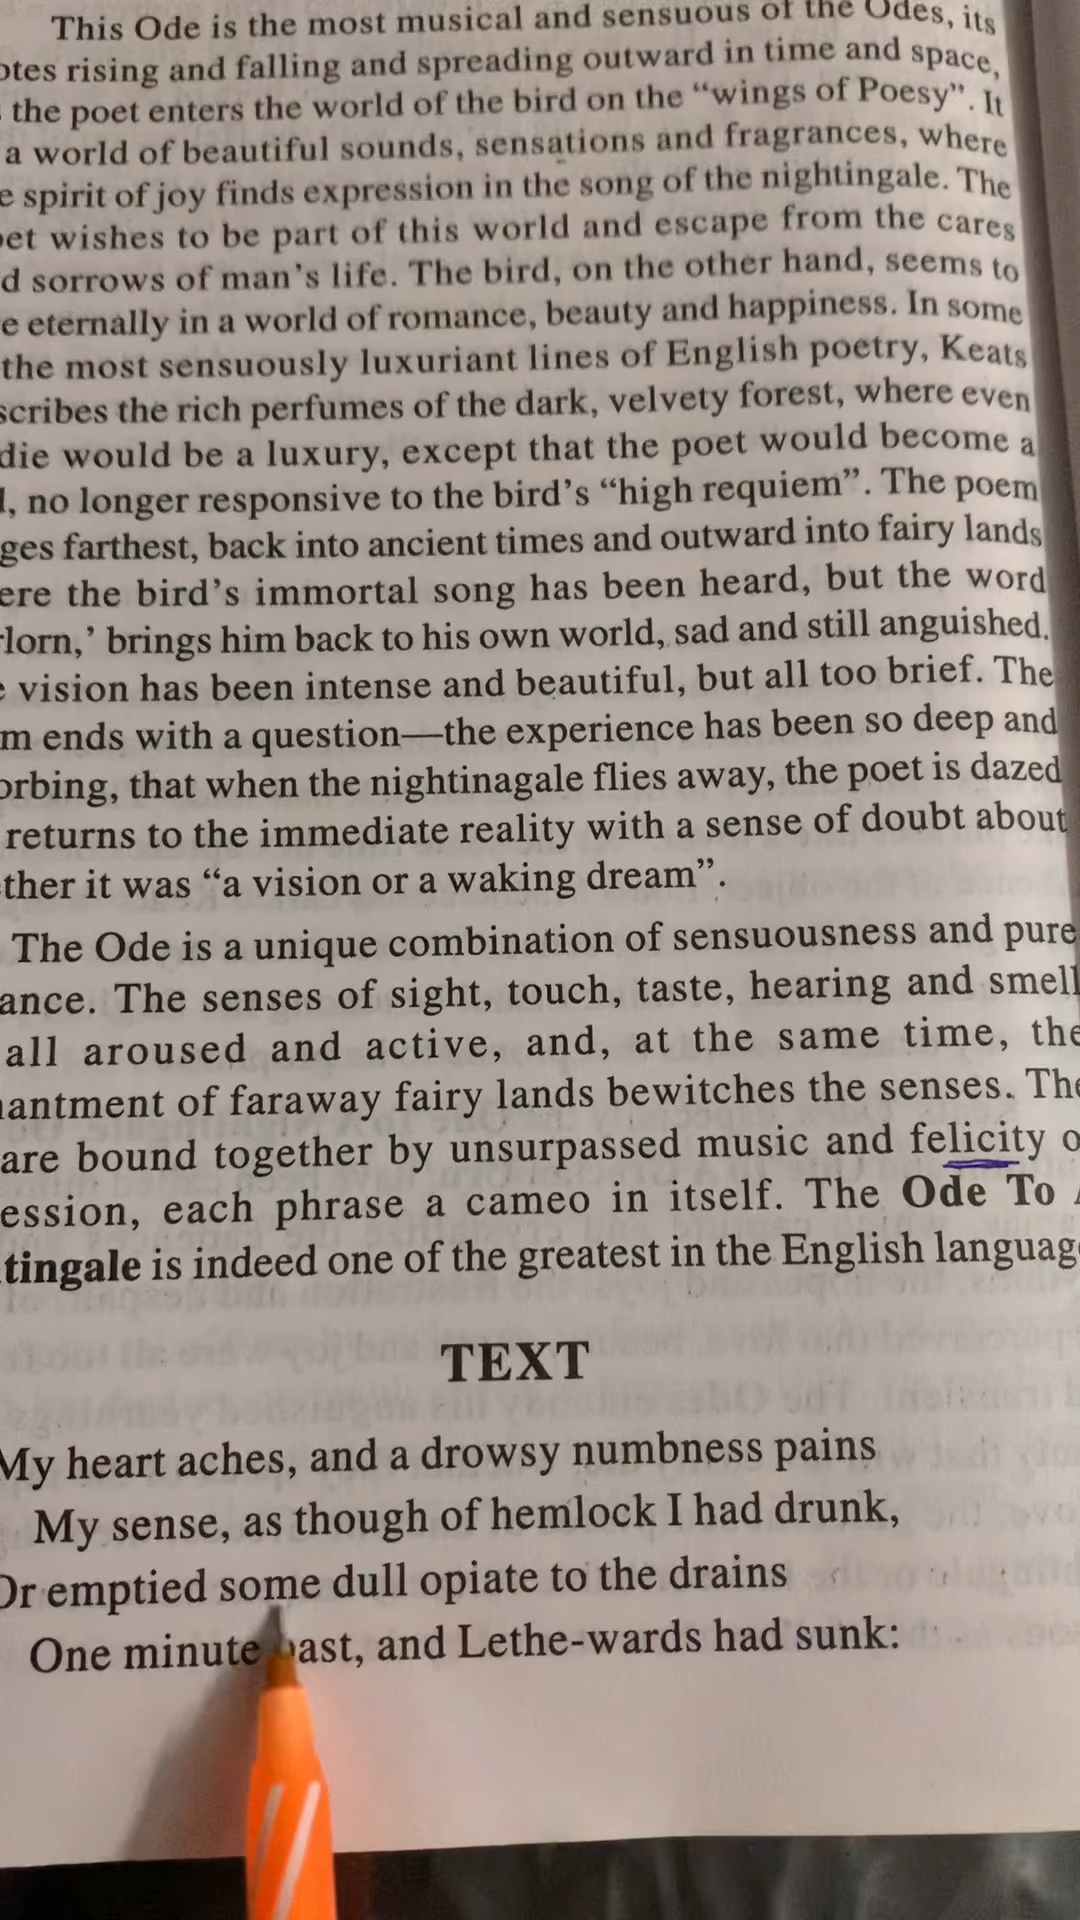 This Ode is the most musical and sensuous of the Odes, its
otes rising and falling and spreading outward in time and space,
the poet enters the world of the bird on the “wings of Poesy”. It
a world of beautiful sounds, sensations and fragrances, where
e spirit of joy finds expression in the song of the nightingale. The
oet wishes to be part of this world and escape from the cares
d sorrows of man’s life. The bird, on the other hand, seems to
e eternally in a world of romance, beauty and happiness. In some
the most sensuously luxuriant lines of English poetry, Keats
scribes the rich perfumes of the dark, velvety forest, where even
die would be a luxury, except that the poet would become a
l, no longer responsive to the bird’s “high requiem”. The poem
ges farthest, back into ancient times and outward into fairy lands
ere the bird’s immortal song has been heard, but the word
rlorn,’ brings him back to his own world, sad and still anguished.
e vision has been intense and beautiful, but all too brief. The
m ends with a question—the experience has been so deep and
orbing, that when the nightinagale flies away, the poet is dazed
returns to the immediate reality with a sense of doubt about
ther it was “a vision or a waking dream”.
The Ode is a unique combination of sensuousness and pure
ance. The senses of sight, touch, taste, hearing and smell
all aroused and active, and, at the same time, the
antment of faraway fairy lands bewitches the senses. The
are bound together by unsurpassed music and felicity o
ession, each phrase a cameo in itself. The Ode To A
tingale is indeed one of the greatest in the English language
TEXT
My heart aches, and a drowsy numbness pains
My sense, as though of hemlock I had drunk,
Or emptied some dull opiate to the drains
One minute past, and Lethe-wards had sunk: